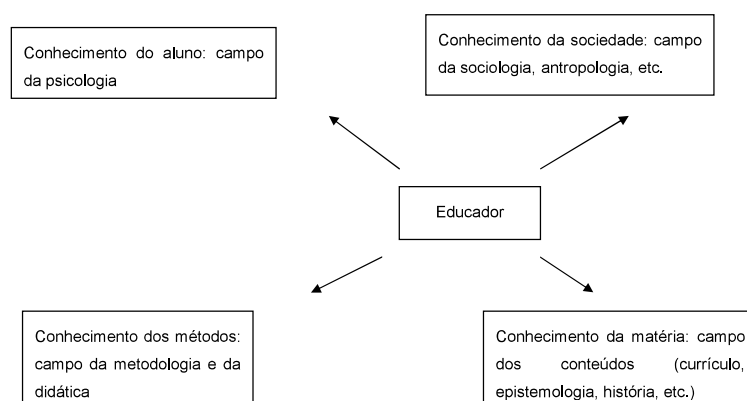 Conhecimento do aluno: campo
da psicologia
Conhecimento da sociedade: campo
da sociologia, antropologia, etc.
Educador
Conhecimento dos métodos:
campo da metodologia e da
didática
Conhecimento da matéria: campo
dos conteúdos (currículo,
epistemologia, história, etc.)